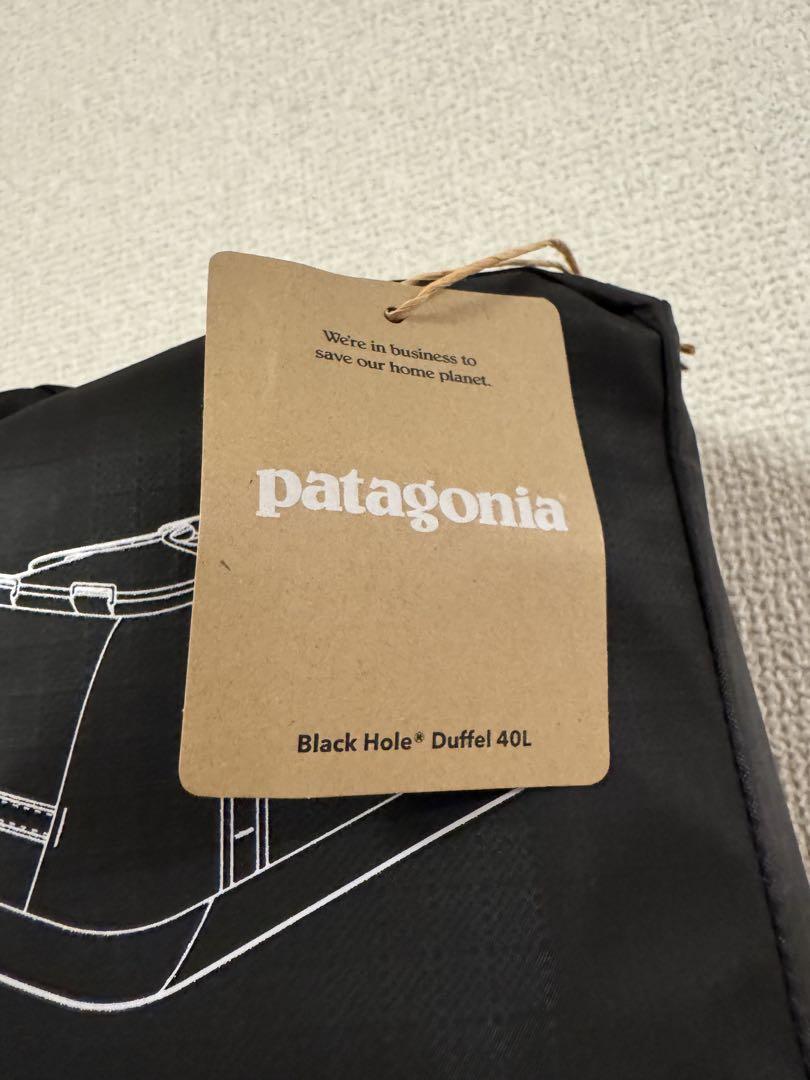 We're in business to
save our home planet.
patagonia
Black Hole® Duffel 40L